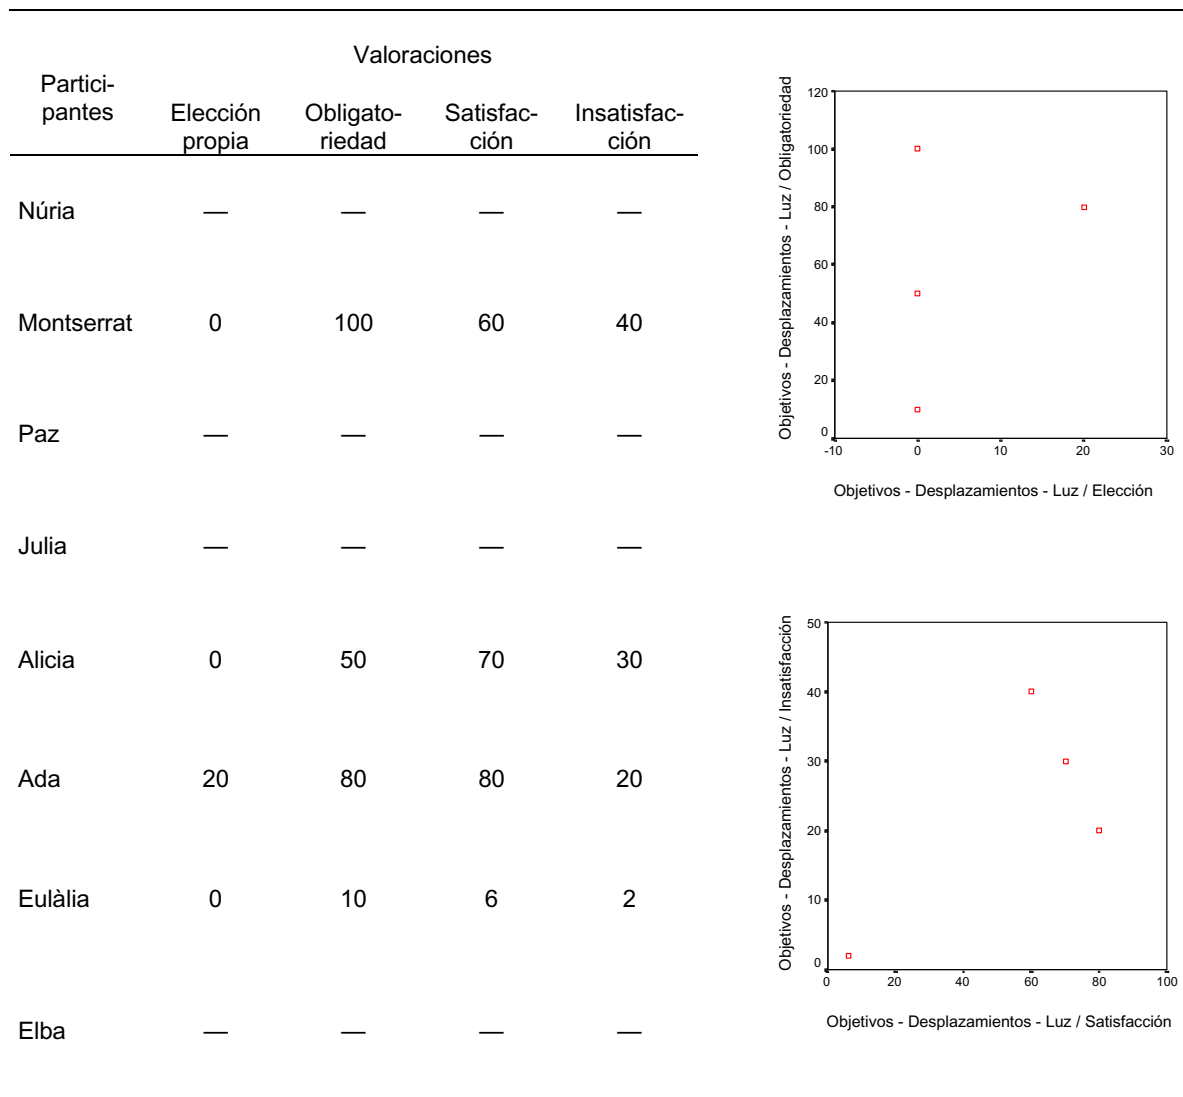 Valoraciones
Partici-
pantes
Elección
propia
Obligato-
riedad
Satisfac-
ción
Insatisfac-
ción
Núria — — — —
Montserrat 0 100 60 40
Paz — — — —
Julia — — — —
Alicia 0 50 70 30
Ada 20 80 80 20
Eulàlia 0 10 6 2
Elba — — — —
Objetivos - Desplazamientos - Luz / Obligatoriedad
120
100
80
60
40
20
0
-10 0 10 20 30
Objetivos - Desplazamientos - Luz / Elección
Objetivos - Desplazamientos - Luz / Insatisfacción
50
40
30
20
10
0
0 20 40 60 80 100
Objetivos - Desplazamientos - Luz / Satisfacción